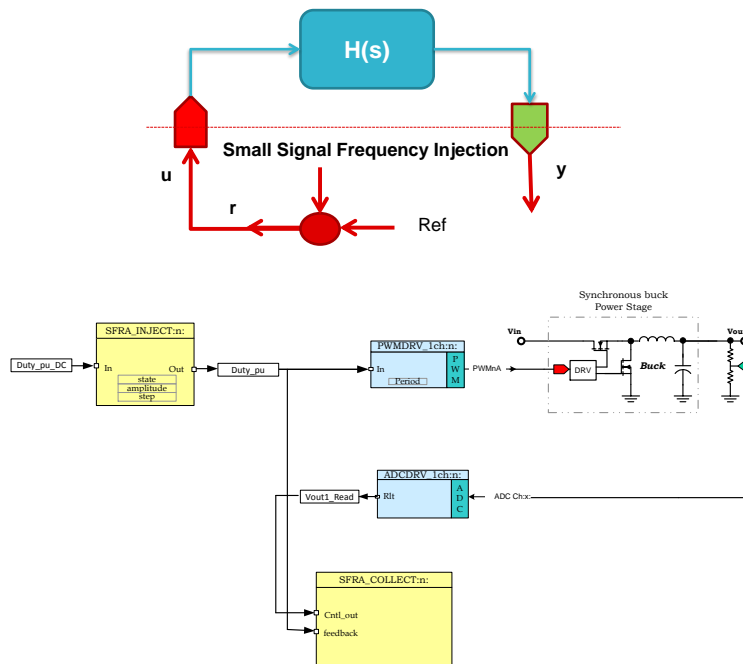 H(s)
Small Signal Frequency Injection
u
y
r
Ref
Synchronous buck
Power Stage
SFRA_INJECT:n:
Vin
Vou
PWMDRV_1ch:n:
Duty_pu_DC
In
Out
Duty_pu
In
P
W
M
PWMnA
DRV
Buck
state
amplitude
step
Period
ADCDRV_1ch:n:
Vout1_Read
Rlt
A
D
C
ADC Ch:x:
SFRA_COLLECT:n:
Cntl_out
feedback